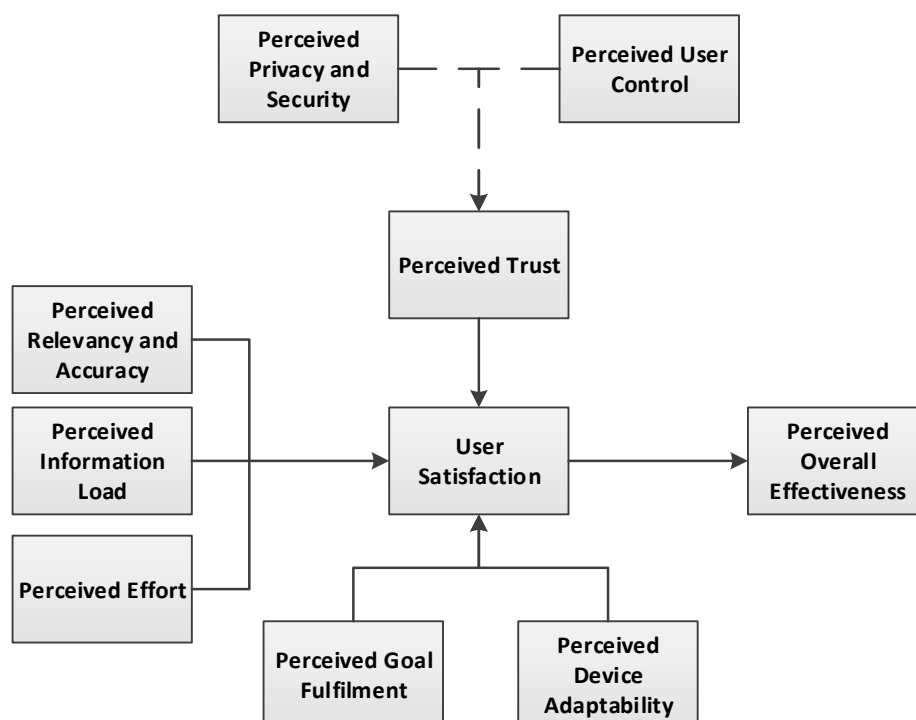 Perceived
Privacy and
Security
Perceived User
Control
Perceived Trust
Perceived
Relevancy and
Accuracy
Perceived
Information
Load
User
Satisfaction
Perceived
Overall
Effectiveness
Perceived Effort
Perceived Goal
Fulfilment
Perceived
Device
Adaptability